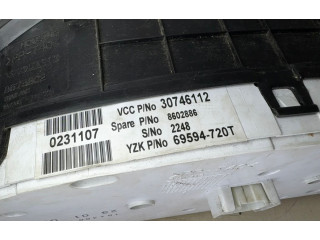 VCC P/No 30746112
Spare P/No 8602886
0231107
S/No 2248
YZK P/No 69594-720T